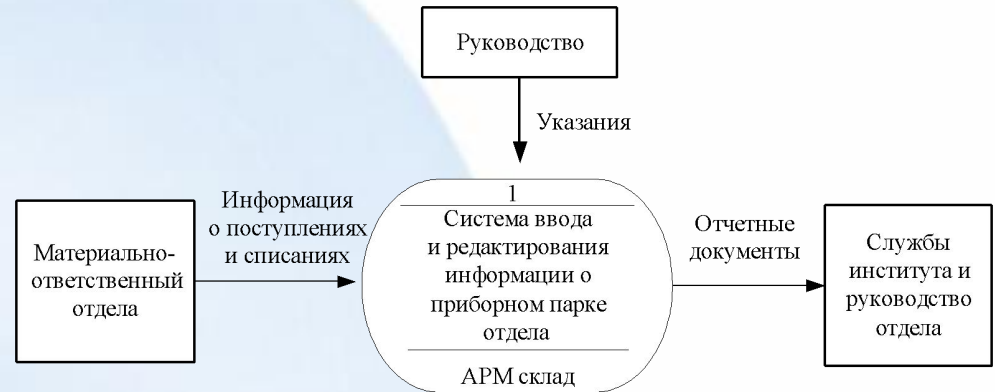 Руководство
Указания
Информация
о поступлениях
и списаниях
Материально-
ответственный
отдела
1
Система ввода
и редактирования
информации о
приборном парке
отдела
АРМ склад
Отчетные
документы
Службы
института и
руководство
отдела